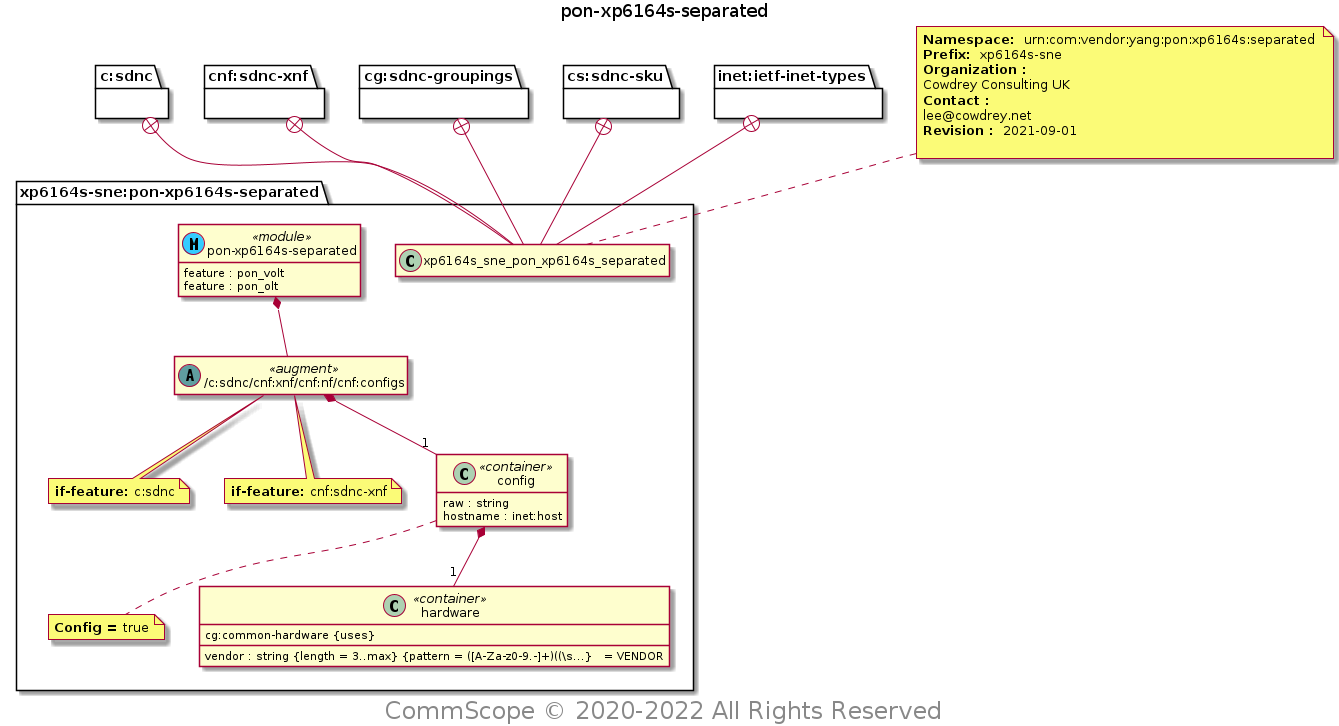 pon-xp6164s-separated
Namespace: urn:com:vendor:yang:pon:xp6164s:separated
Prefix: xp6164s-sne
Organization :
Cowdrey Consulting UK
Contact :
lee@cowdrey.net
Revision : 2021-09-01
c:sdnc
cnf:sdnc-xnf
cg:sdnc-groupings
cs:sdnc-sku
inet:ietf-inet-types
xp6164s-sne:pon-xp6164s-separated
M
«module»
pon-xp6164s-separated
feature : pon_volt
feature : pon_olt
C
xp6164s_sne_pon_xp6164s_separated
A
«augment»
/c:sdnc/cnf:xnf/cnf:nf/cnf:configs
1
if-feature: c:sdnc
if-feature: cnf:sdnc-xnf
C
«container»
config
raw : string
hostname : inet:host
1
Config = true
C
«container»
hardware
cg:common-hardware {uses}
vendor : string {length = 3..max} {pattern = ([A-Za-z0-9.-]+)((\s...} = VENDOR
CommScope © 2020-2022 All Rights Reserved